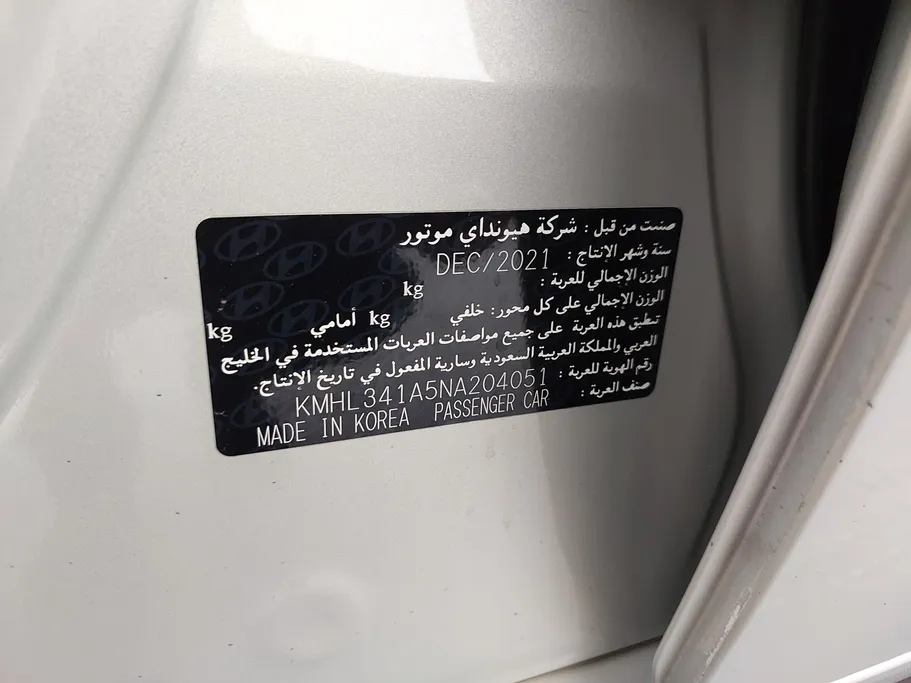 صنعت من قبل : شركة هيونداي موتور
سنة وشهر الإنتاج : DEC/2021
الوزن الإجمالي للعربة : kg
الوزن الإجمالي على كل محور: خلفي kg أمامي kg
تنطبق هذه العربة على جميع مواصفات العربات المستخدمة في الخليج
العربي والمملكة العربية السعودية وسارية المفعول في تاريخ الإنتاج.
رقم الهوية للعربة : KMHL341A5NA204051
صنف العربة : PASSENGER CAR
MADE IN KOREA